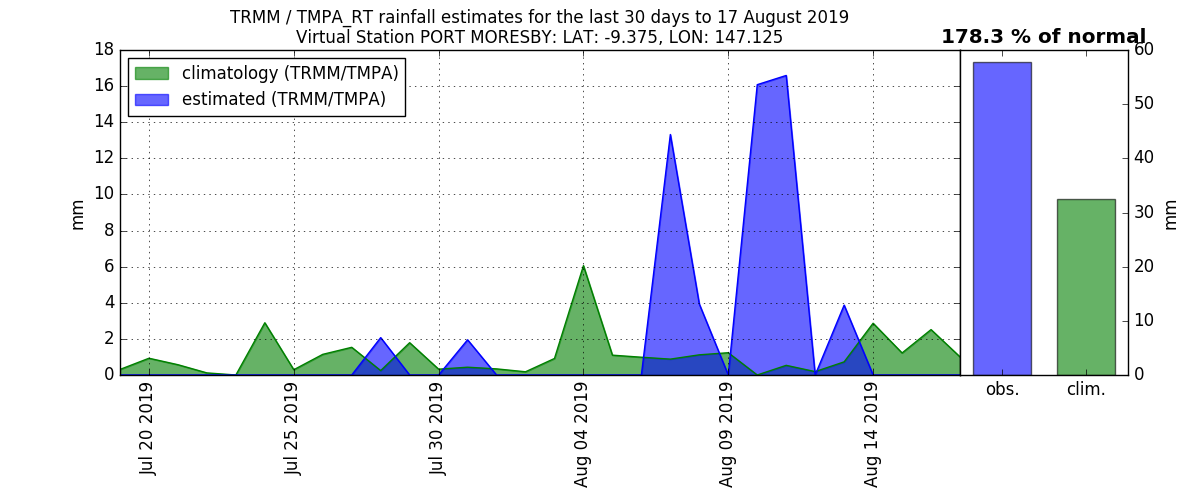 TRMM / TMPA_RT rainfall estimates for the last 30 days to 17 August 2019
Virtual Station PORT MORESBY: LAT: -9.375, LON: 147.125
178.3 % of normal
climatology (TRMM/TMPA)
estimated (TRMM/TMPA)
18
16
14
12
10
8
6
4
2
0
mm
Jul 20 2019
Jul 25 2019
Jul 30 2019
Aug 04 2019
Aug 09 2019
Aug 14 2019
60
50
40
30
20
10
0
mm
obs.
clim.